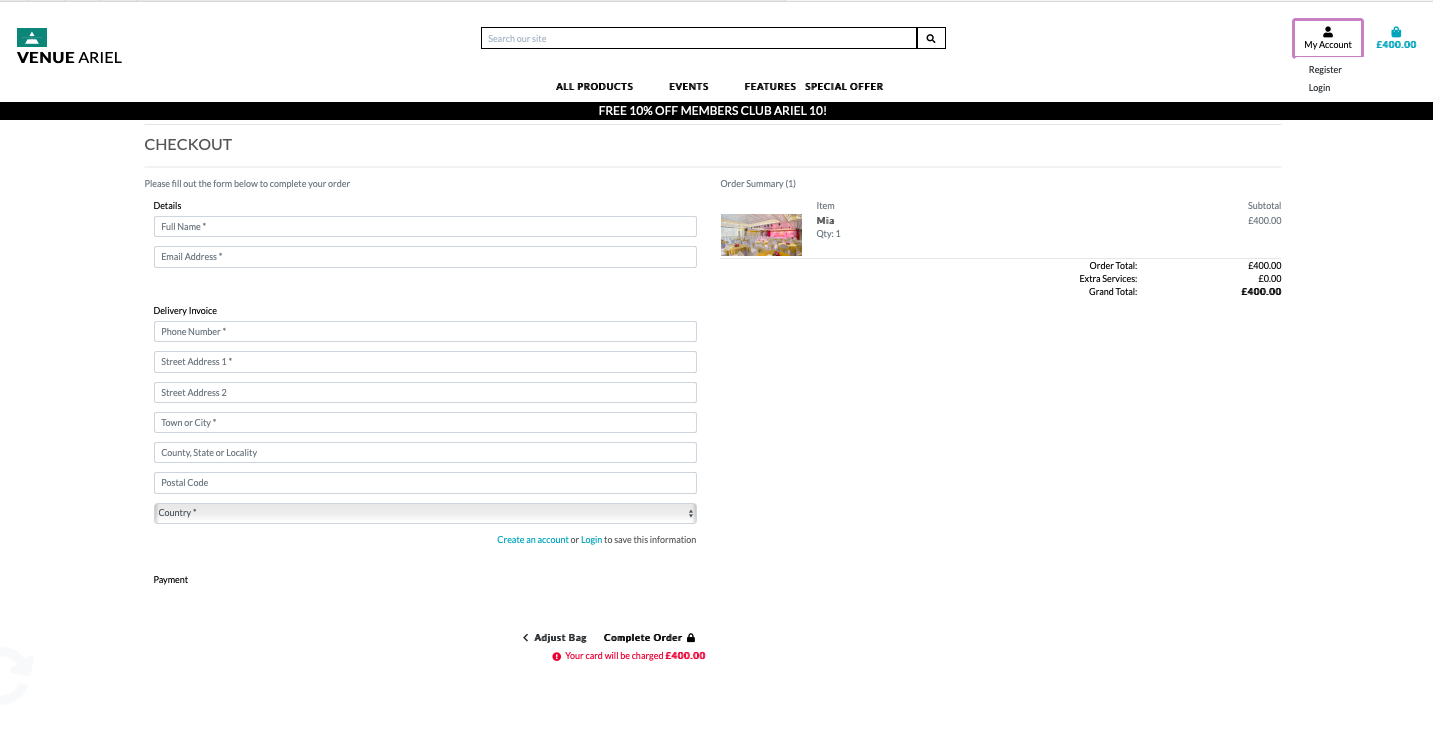 VENUE ARIEL
Search our site
My Account
£400.00
Register
Login
ALL PRODUCTS EVENTS FEATURES SPECIAL OFFER
FREE 10% OFF MEMBERS CLUB ARIEL 10!
CHECKOUT
Please fill out the form below to complete your order
Details
Full Name *
Email Address *
Delivery Invoice
Phone Number *
Street Address 1 *
Street Address 2
Town or City *
County, State or Locality
Postal Code
Country *
Create an account or Login to save this information
Payment
Adjust Bag Complete Order
Your card will be charged £400.00
Order Summary (1)
Item Subtotal
Mia £400.00
Qty: 1
Order Total: £400.00
Extra Services: £0.00
Grand Total: £400.00